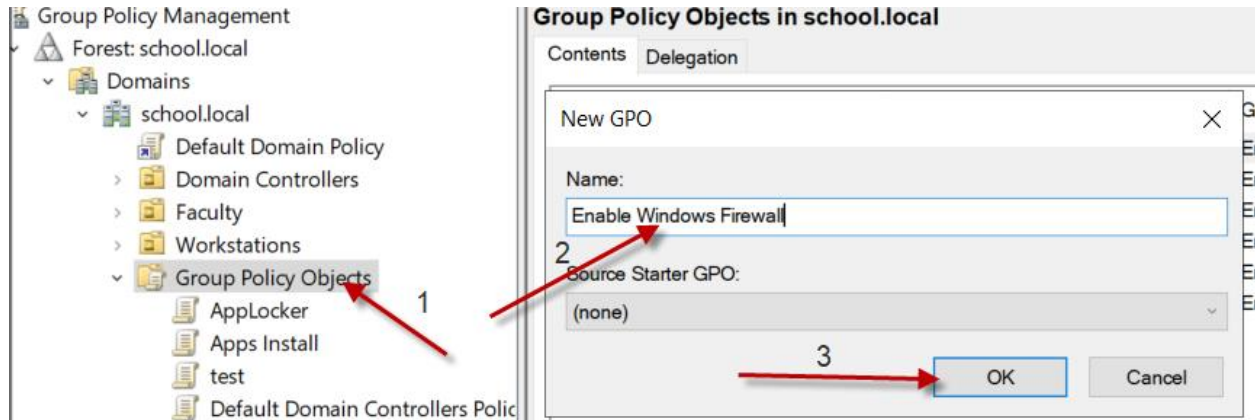 Group Policy Management
Forest: school.local
Domains
school.local
Default Domain Policy
Domain Controllers
Faculty
Workstations
Group Policy Objects
AppLocker
Apps Install
test
Default Domain Controllers Polic
1
Group Policy Objects in school.local
Contents
Delegation
New GPO
Name:
Enable Windows Firewall
2
Source Starter GPO:
(none)
3
OK
Cancel